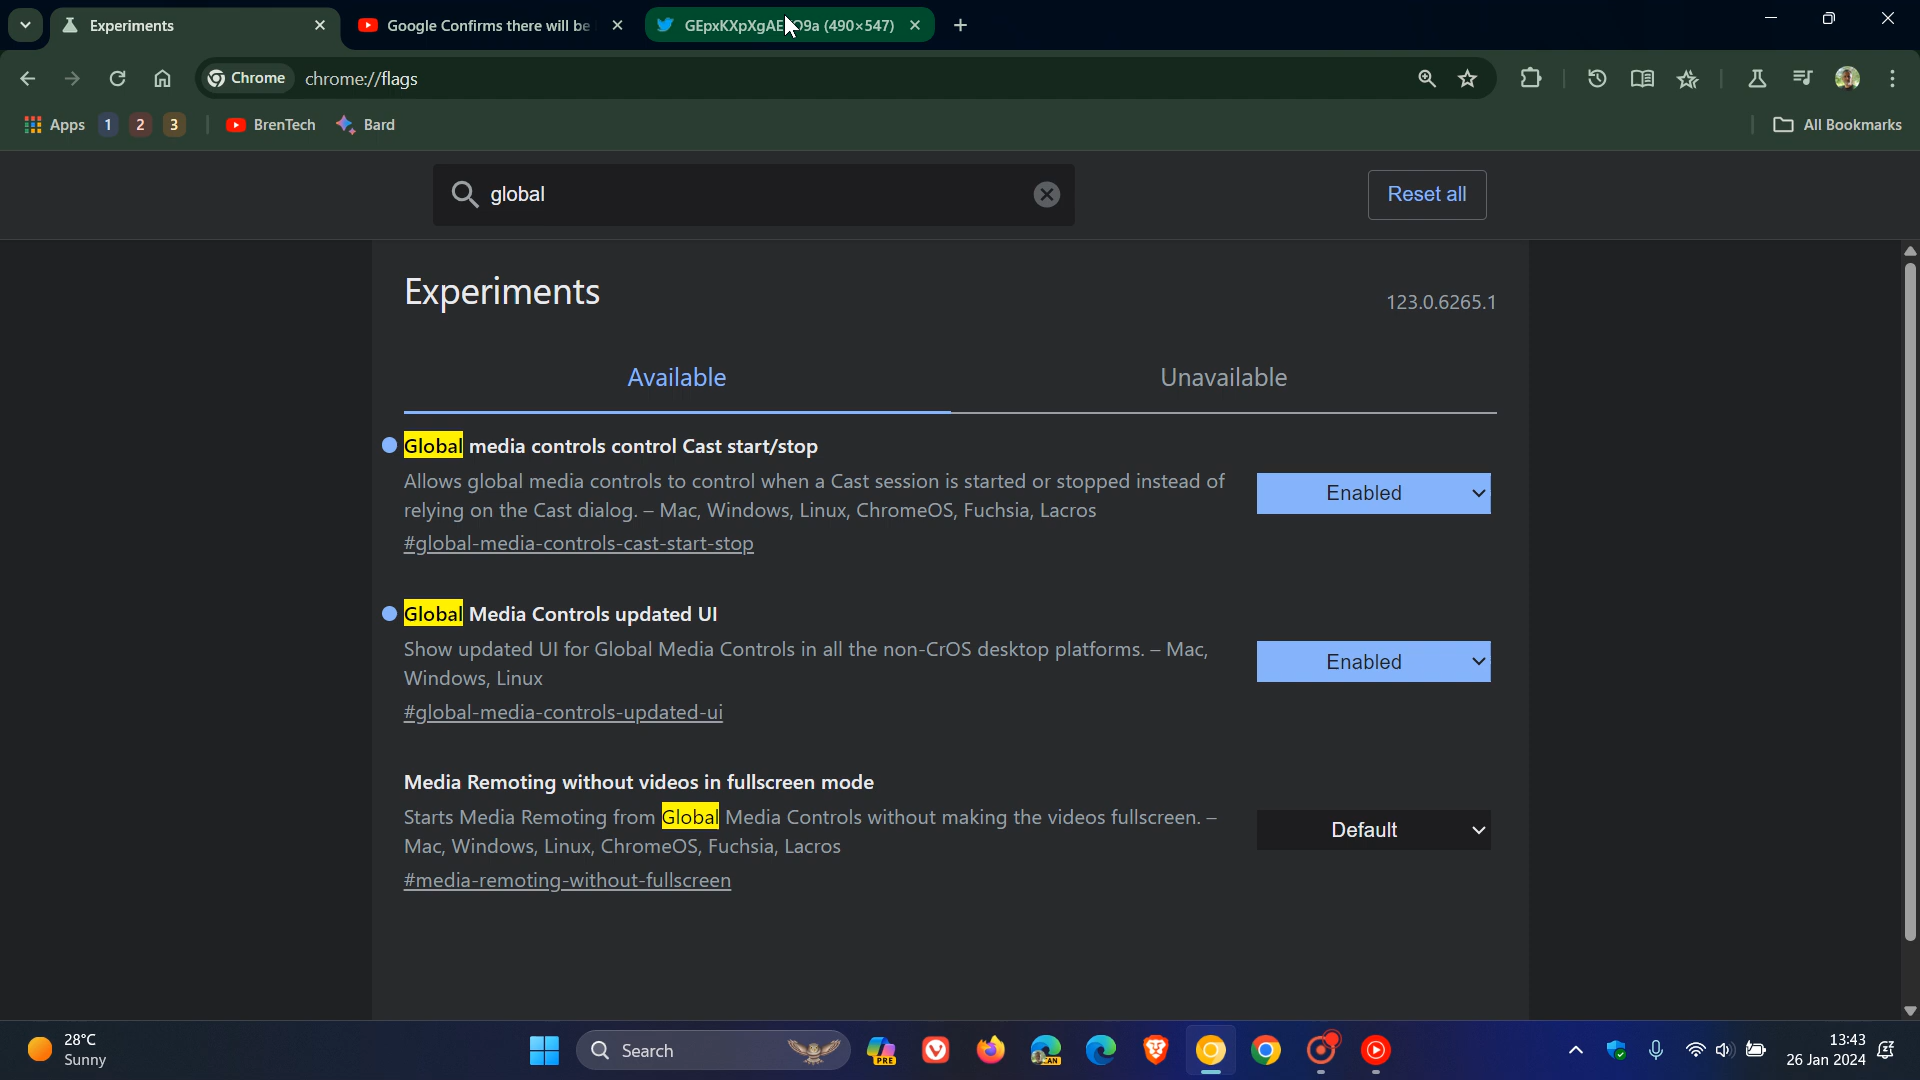 Experiments
Google Confirms there will be
GEpxKXpXgAE 9a (490×547)
Chrome chrome://flags
Apps 1 2 3 BrenTech Bard All Bookmarks
global
Reset all
Experiments
123.0.6265.1
Available
Unavailable
Global media controls control Cast start/stop
Allows global media controls to control when a Cast session is started or stopped instead of
relying on the Cast dialog. – Mac, Windows, Linux, ChromeOS, Fuchsia, Lacros
#global-media-controls-cast-start-stop
Enabled
Global Media Controls updated UI
Show updated UI for Global Media Controls in all the non-CrOS desktop platforms. – Mac,
Windows, Linux
#global-media-controls-updated-ui
Enabled
Media Remoting without videos in fullscreen mode
Starts Media Remoting from Global Media Controls without making the videos fullscreen. –
Mac, Windows, Linux, ChromeOS, Fuchsia, Lacros
#media-remoting-without-fullscreen
Default
28°C
Sunny
Search
PRE
CAN
13:43
26 Jan 2024